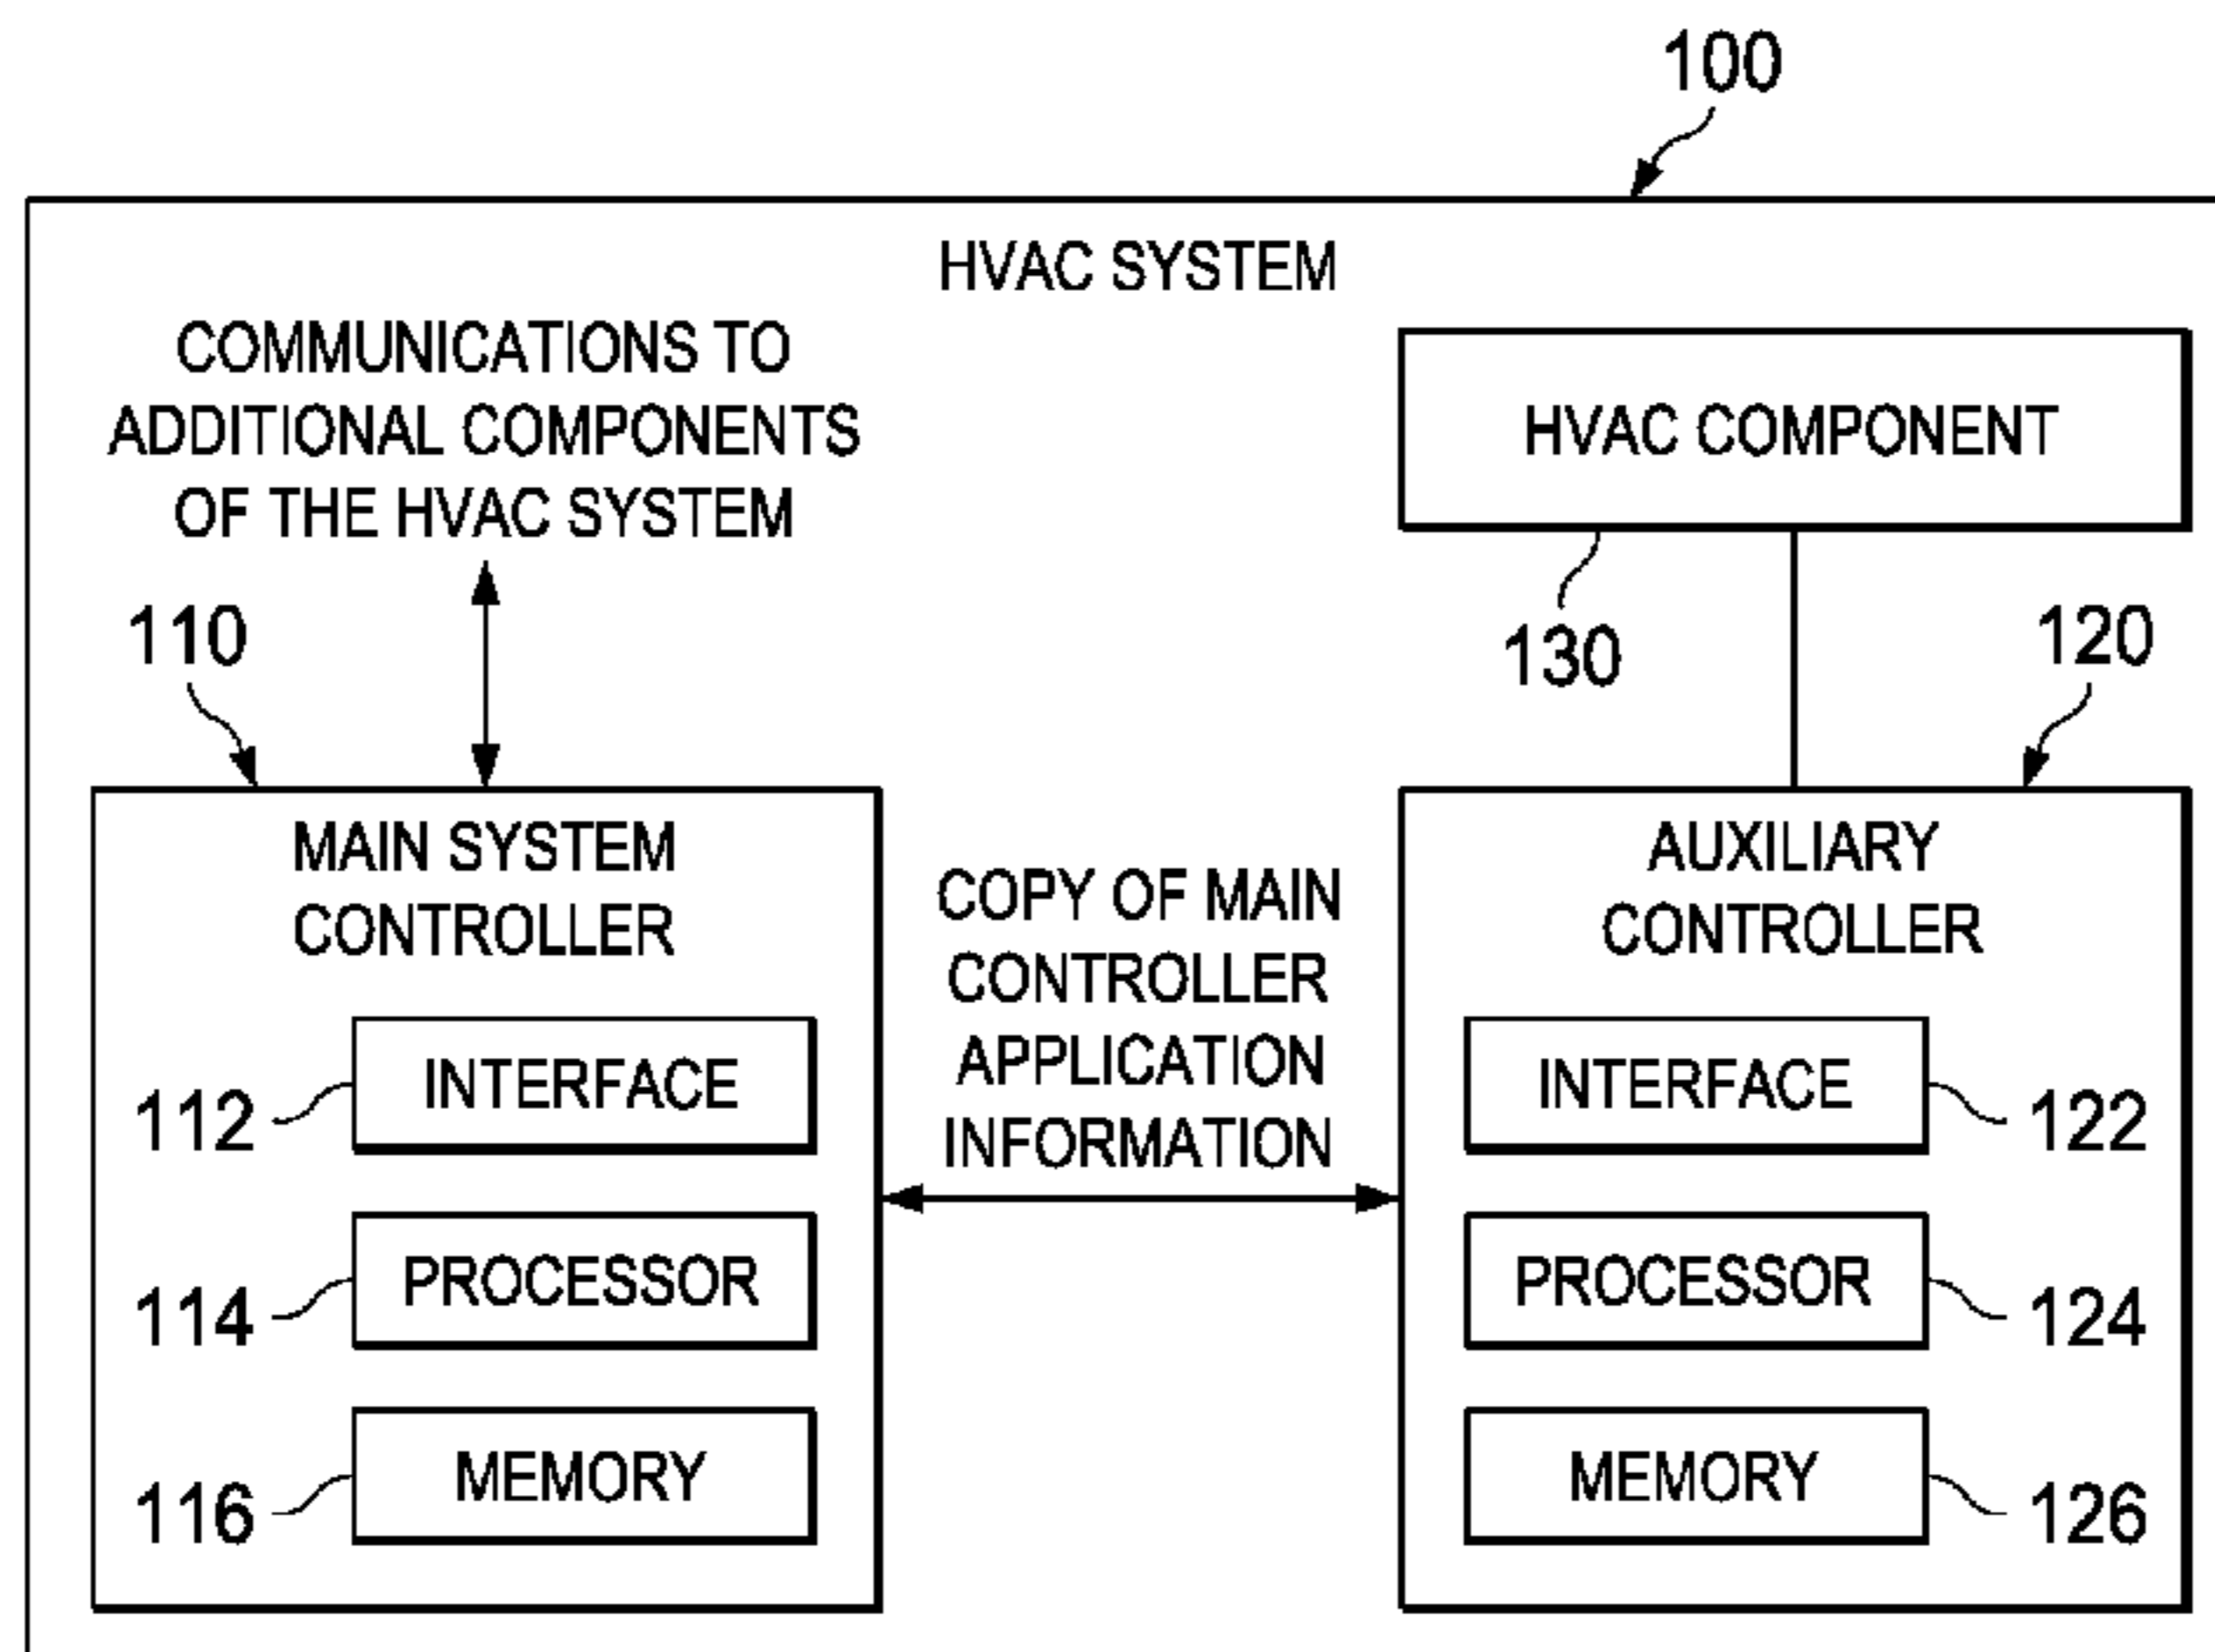 100
HVAC SYSTEM
COMMUNICATIONS TO
ADDITIONAL COMPONENTS
OF THE HVAC SYSTEM
HVAC COMPONENT
130
110
120
MAIN SYSTEM
CONTROLLER
INTERFACE
112
PROCESSOR
114
MEMORY
116
COPY OF MAIN
CONTROLLER
APPLICATION
INFORMATION
AUXILIARY
CONTROLLER
INTERFACE
122
PROCESSOR
124
MEMORY
126